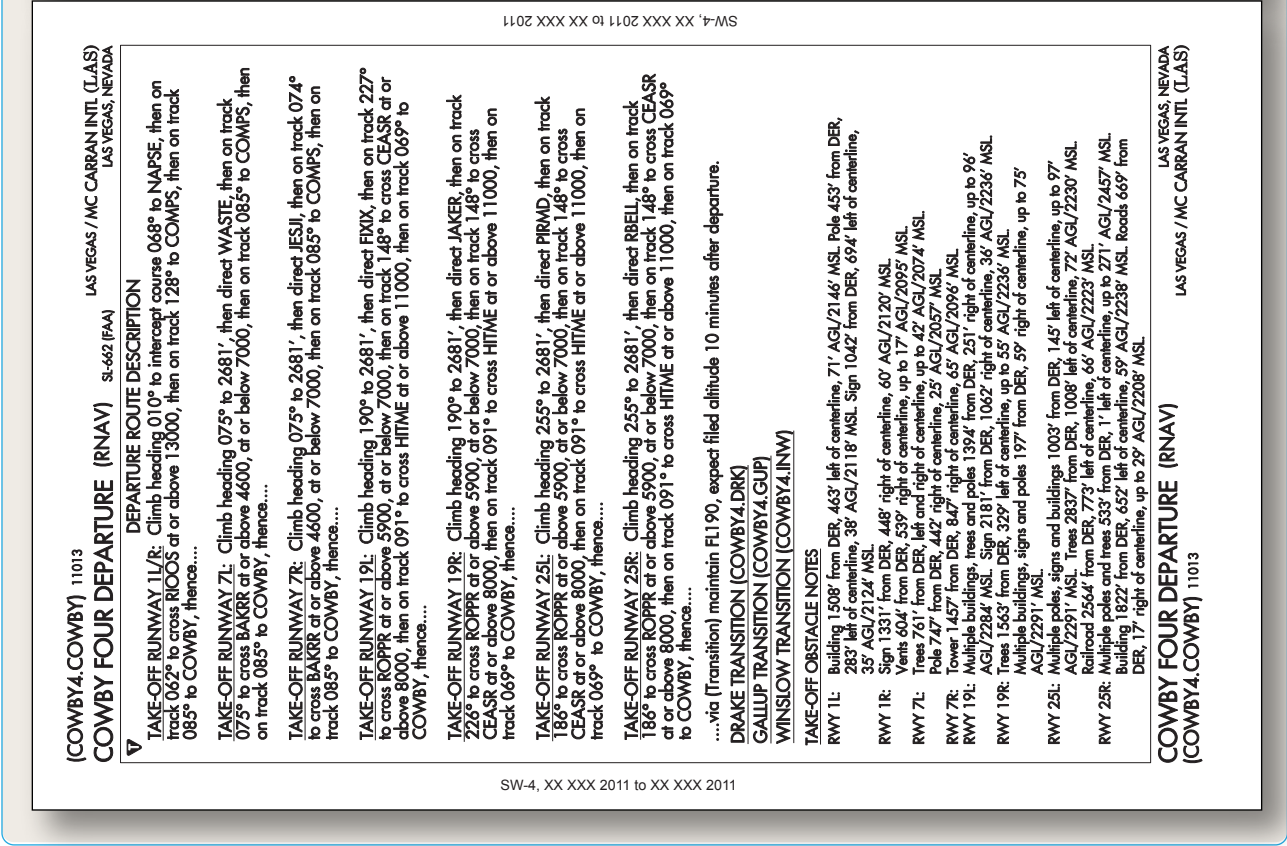 SW-4, XX XXX 2011 to XX XXX 2011
(COWBY4.COWBY) 11013
COWBY FOUR DEPARTURE (RNAV) SL-662 (FAA) LAS VEGAS / MC CARRAN INTL (LAS)
LAS VEGAS, NEVADA
DEPARTURE ROUTE DESCRIPTION
TAKE-OFF RUNWAY 1L/R: Climb heading 010° to intercept course 068° to NAPSE, then on
track 062° to cross RIOOS at or above 13000, then on track 128° to COMPS, then on track
085° to COWBY, thence....
TAKE-OFF RUNWAY 7L: Climb heading 075° to 2681', then direct WASTE, then on track
075° to cross BAKRR at or above 4600, at or below 7000, then on track 085° to COMPS, then
on track 085° to COWBY, thence....
TAKE-OFF RUNWAY 7R: Climb heading 075° to 2681', then direct JESJI, then on track 074°
to cross BAKRR at or above 4600, at or below 7000, then on track 085° to COMPS, then on
track 085° to COWBY, thence....
TAKE-OFF RUNWAY 19L: Climb heading 190° to 2681', then direct FIXIX, then on track 227°
to cross ROPPR at or above 5900, at or below 7000, then on track 148° to cross CEASR at or
above 8000, then on track 091° to cross HITME at or above 11000, then on track 069° to
COWBY, thence....
TAKE-OFF RUNWAY 19R: Climb heading 190° to 2681', then direct JAKER, then on track
226° to cross ROPPR at or above 5900, at or below 7000, then on track 148° to cross
CEASR at or above 8000, then on track 091° to cross HITME at or above 11000, then on
track 069° to COWBY, thence....
TAKE-OFF RUNWAY 25L: Climb heading 255° to 2681', then direct PIRMD, then on track
186° to cross ROPPR at or above 5900, at or below 7000, then on track 148° to cross
CEASR at or above 8000, then on track 091° to cross HITME at or above 11000, then on
track 069° to COWBY, thence....
TAKE-OFF RUNWAY 25R: Climb heading 255° to 2681', then direct RBELL, then on track
186° to cross ROPPR at or above 5900, at or below 7000, then on track 148° to cross CEASR
at or above 8000, then on track 091° to cross HITME at or above 11000, then on track 069°
to COWBY, thence....
....via (Transition) maintain FL190, expect filed altitude 10 minutes after departure.
DRAKE TRANSITION (COWBY4.DRK)
GALLUP TRANSITION (COWBY4.GUP)
WINSLOW TRANSITION (COWBY4.INW)
TAKE-OFF OBSTACLE NOTES
RWY 1L: Building 1508' from DER, 463' left of centerline, 71' AGL/2146' MSL. Pole 453' from DER,
283' left of centerline, 38' AGL/2118' MSL. Sign 1042' from DER, 694' left of centerline,
35' AGL/2124' MSL.
RWY 1R: Sign 1331' from DER, 448' right of centerline, 60' AGL/2120' MSL.
Vents 604' from DER, 539' right of centerline, up to 17' AGL/2095' MSL.
RWY 7L: Trees 761' from DER, left and right of centerline, up to 42' AGL/2074' MSL.
Pole 747' from DER, 442' right of centerline, 25' AGL/2057' MSL.
RWY 7R: Tower 1457' from DER, 847' right of centerline, 65' AGL/2096' MSL.
RWY 19L: Multiple buildings, trees and poles 1394' from DER, 251' right of centerline, up to 96'
AGL/2284' MSL. Sign 2181' from DER, 1062' right of centerline, 36' AGL/2236' MSL.
RWY 19R: Trees 1563' from DER, 329' left of centerline, up to 55' AGL/2236' MSL.
Multiple buildings, signs and poles 197' from DER, 59' right of centerline, up to 75'
AGL/2291' MSL.
RWY 25L: Multiple poles, signs and buildings 1003' from DER, 145' left of centerline, up to 97'
AGL/2291' MSL. Trees 2837' from DER, 1008' left of centerline, 72' AGL/2230' MSL.
Railroad 2564' from DER, 773' left of centerline, 66' AGL/2223' MSL.
RWY 25R: Multiple poles and trees 533' from DER, 1' left of centerline, up to 271' AGL/2457' MSL.
Building 1822' from DER, 652' left of centerline, 59' AGL/2238' MSL. Roads 669' from
DER, 17' right of centerline, up to 29' AGL/2208' MSL.
COWBY FOUR DEPARTURE (RNAV) LAS VEGAS, NEVADA
(COWBY4.COWBY) 11013 LAS VEGAS / MC CARRAN INTL (LAS)
SW-4, XX XXX 2011 to XX XXX 2011